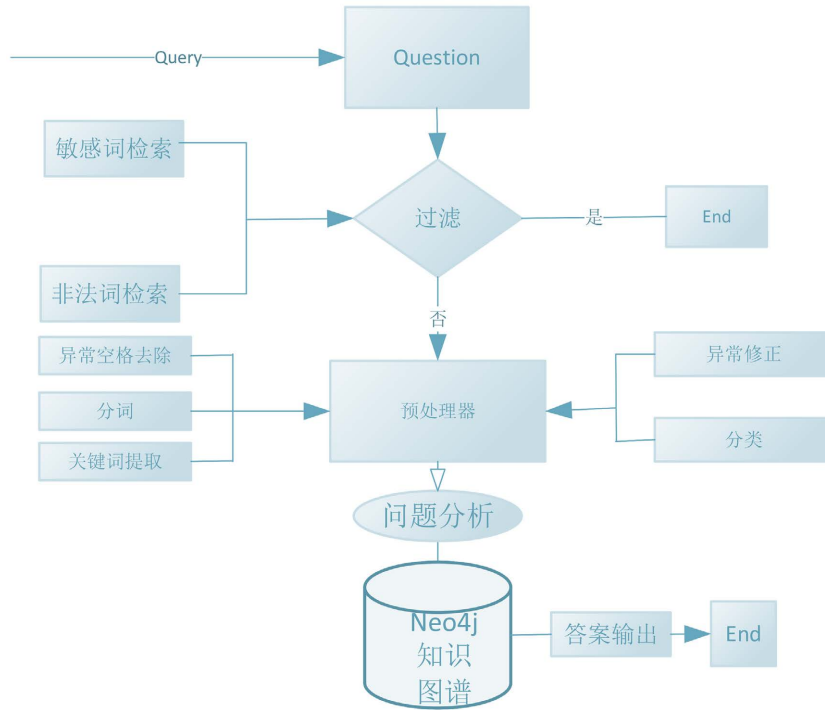 Query
Question
敏感词检索
过滤
是
End
非法词检索
否
异常空格去除
分词
关键词提取
预处理器
异常修正
分类
问题分析
Neo4j
知识
图谱
答案输出
End